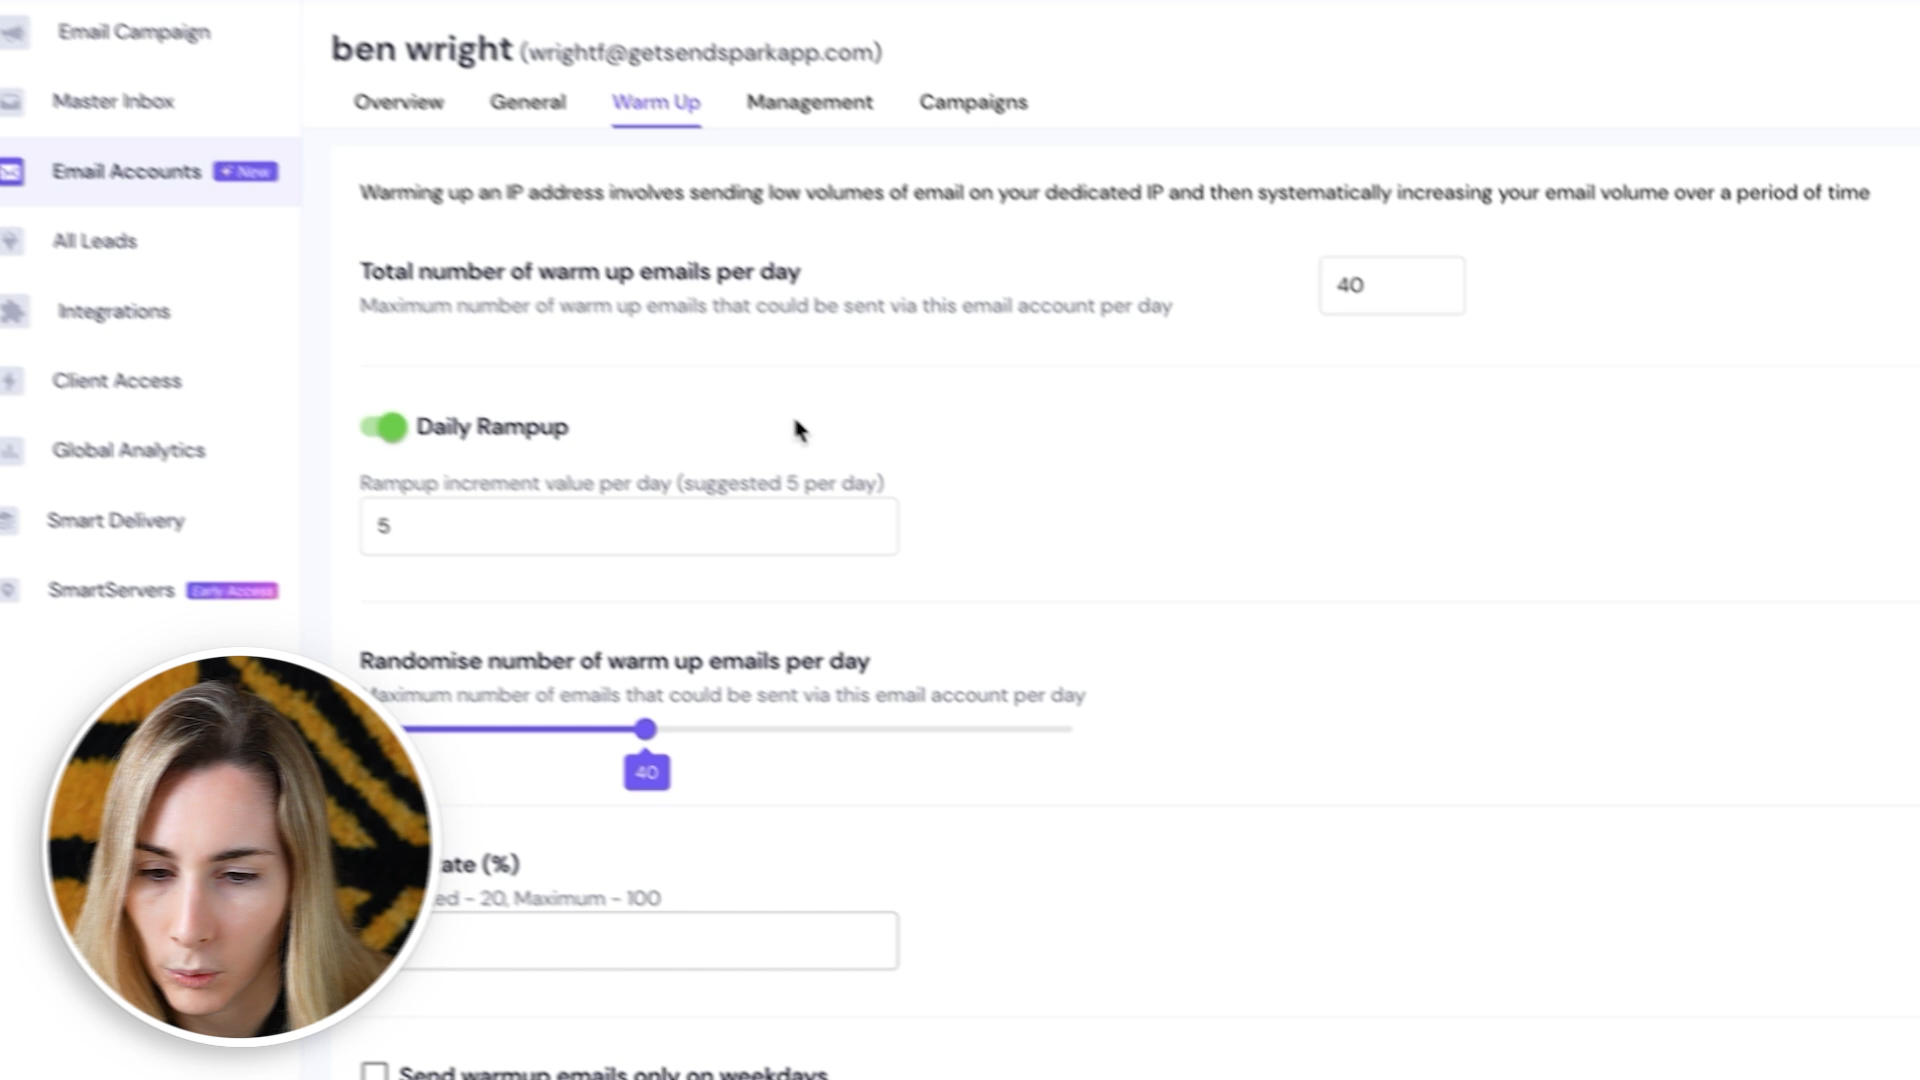 Email Campaign
Master Inbox
Email Accounts New
All Leads
Integrations
Client Access
Global Analytics
Smart Delivery
SmartServers Early Access
ben wright (wrightf@getsendsparkapp.com)
Overview General Warm Up Management Campaigns
Warming up an IP address involves sending low volumes of email on your dedicated IP and then systematically increasing your email volume over a period of time
Total number of warm up emails per day
Maximum number of warm up emails that could be sent via this email account per day
40
Daily Rampup
Rampup increment value per day (suggested 5 per day)
5
Randomise number of warm up emails per day
Maximum number of emails that could be sent via this email account per day
40
ate (%)
ed - 20, Maximum - 100
Send warmup emails only on weekdays